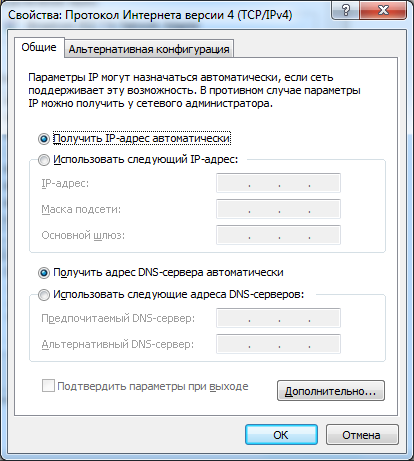 Свойства: Протокол Интернета версии 4 (TCP/IPv4)
Общие
Альтернативная конфигурация
Параметры IP могут назначаться автоматически, если сеть
поддерживает эту возможность. В противном случае параметры
IP можно получить у сетевого администратора.
Получить IP-адрес автоматически
Использовать следующий IP-адрес:
IP-адрес:
Маска подсети:
Основной шлюз:
Получить адрес DNS-сервера автоматически
Использовать следующие адреса DNS-серверов:
Предпочитаемый DNS-сервер:
Альтернативный DNS-сервер:
Подтвердить параметры при выходе
Дополнительно...
ОК
Отмена